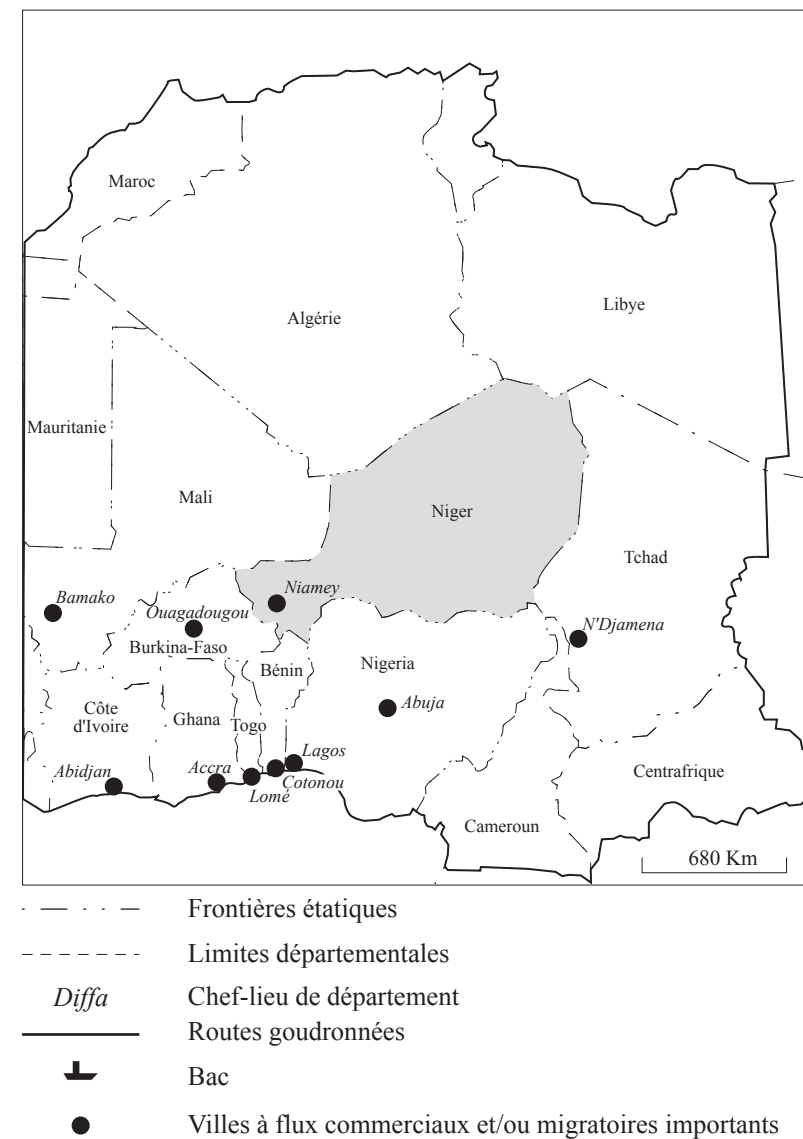 Maroc
Algérie
Libye
Mauritanie
Mali
Niger
Tchad
Bamako
Ouagadougou
Niamey
N'Djamena
Burkina-Faso
Bénin
Nigeria
Côte
d'Ivoire
Ghana
Togo
Abuja
Lagos
Abidjan
Accra
Cotonou
Lomé
Centrafrique
Cameroun
680 Km
Frontières étatiques
Limites départementales
Diffa Chef-lieu de département
Routes goudronnées
Bac
Villes à flux commerciaux et/ou migratoires importants